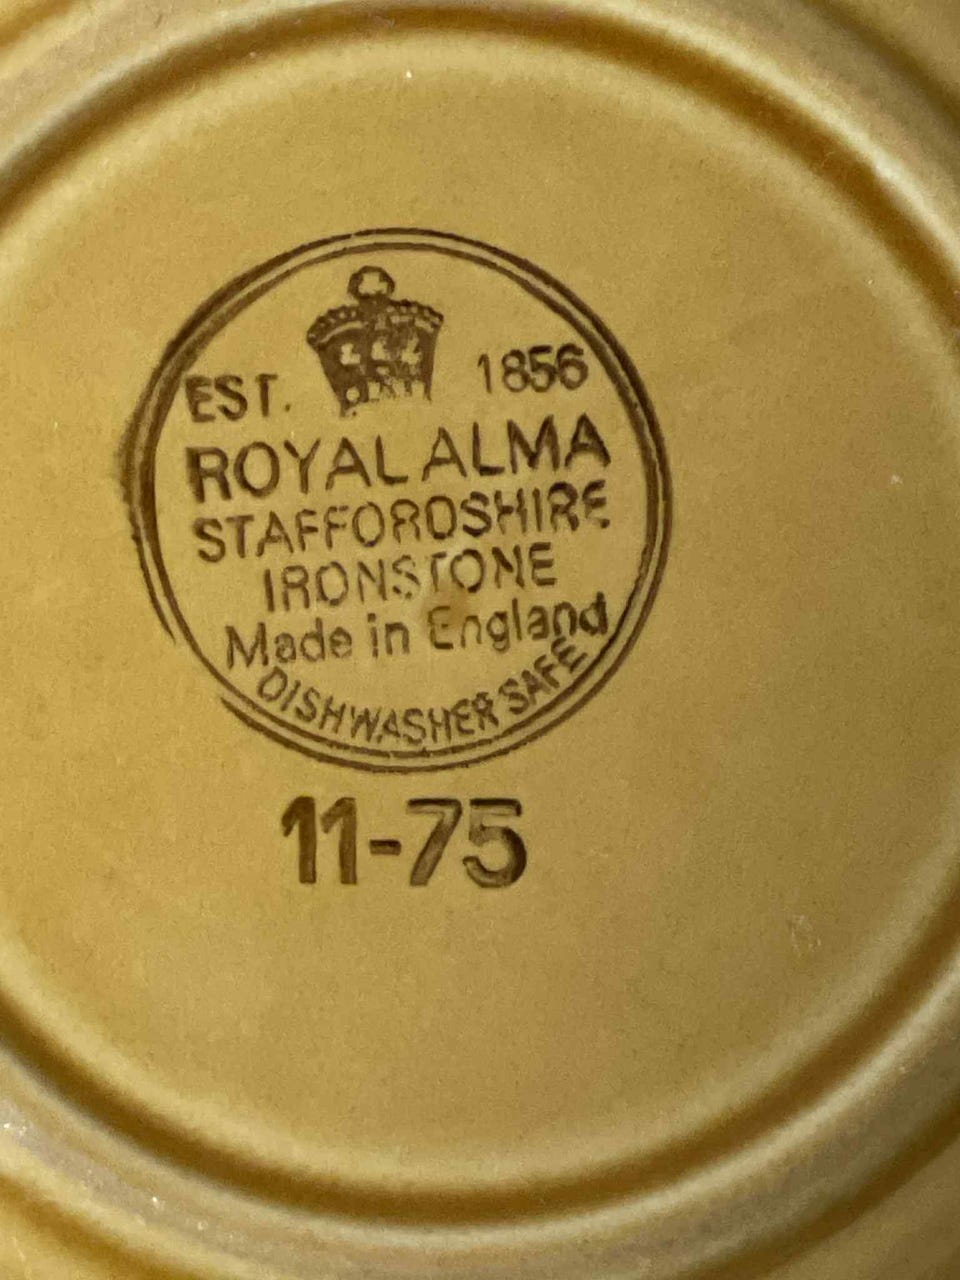 EST. 1856
ROYAL ALMA
STAFFORDSHIRE
IRONSTONE
Made in England
DISHWASHER SAFE
11-75